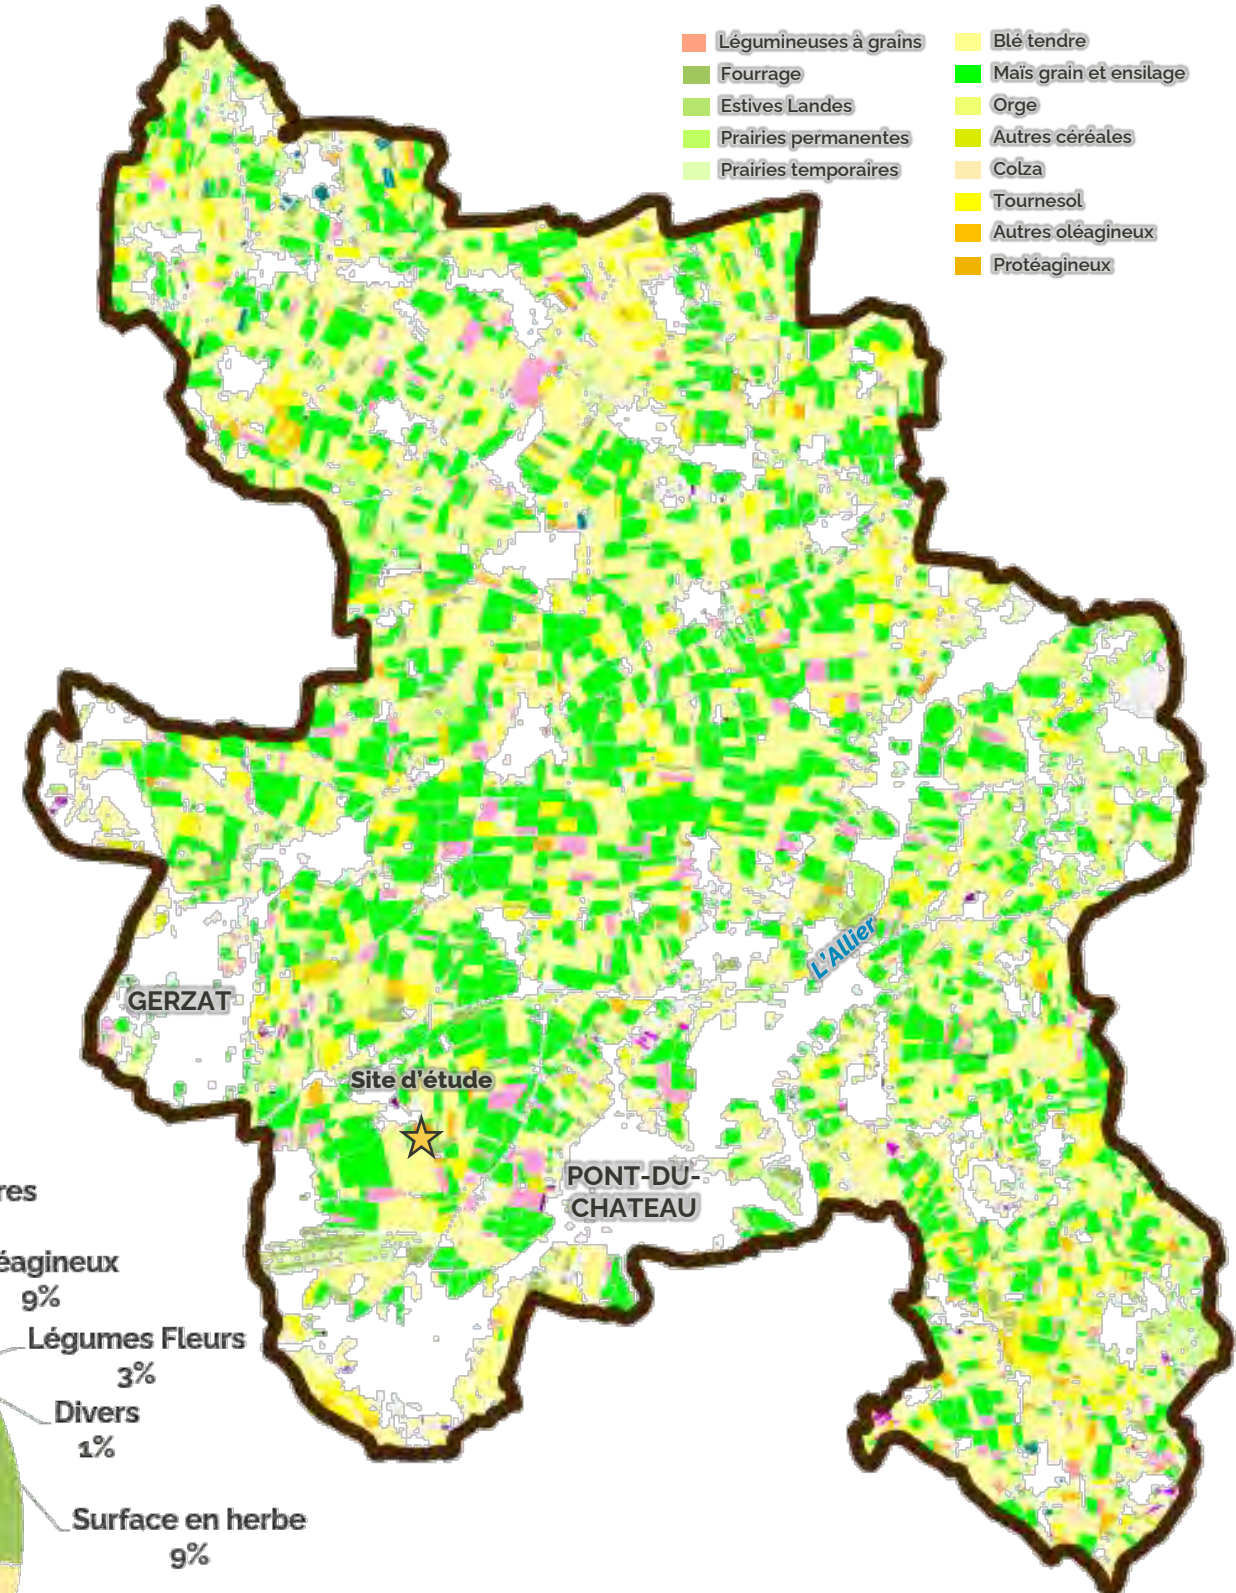 Légumineuses à grains
Fourrage
Estives Landes
Prairies permanentes
Prairies temporaires
Blé tendre
Maïs grain et ensilage
Orge
Autres céréales
Colza
Tournesol
Autres oléagineux
Protéagineux
L'Allier
GERZAT
Site d'étude
PONT-DU-
CHATEAU
res
éagineux
9%
Légumes Fleurs
3%
Divers
1%
Surface en herbe
9%